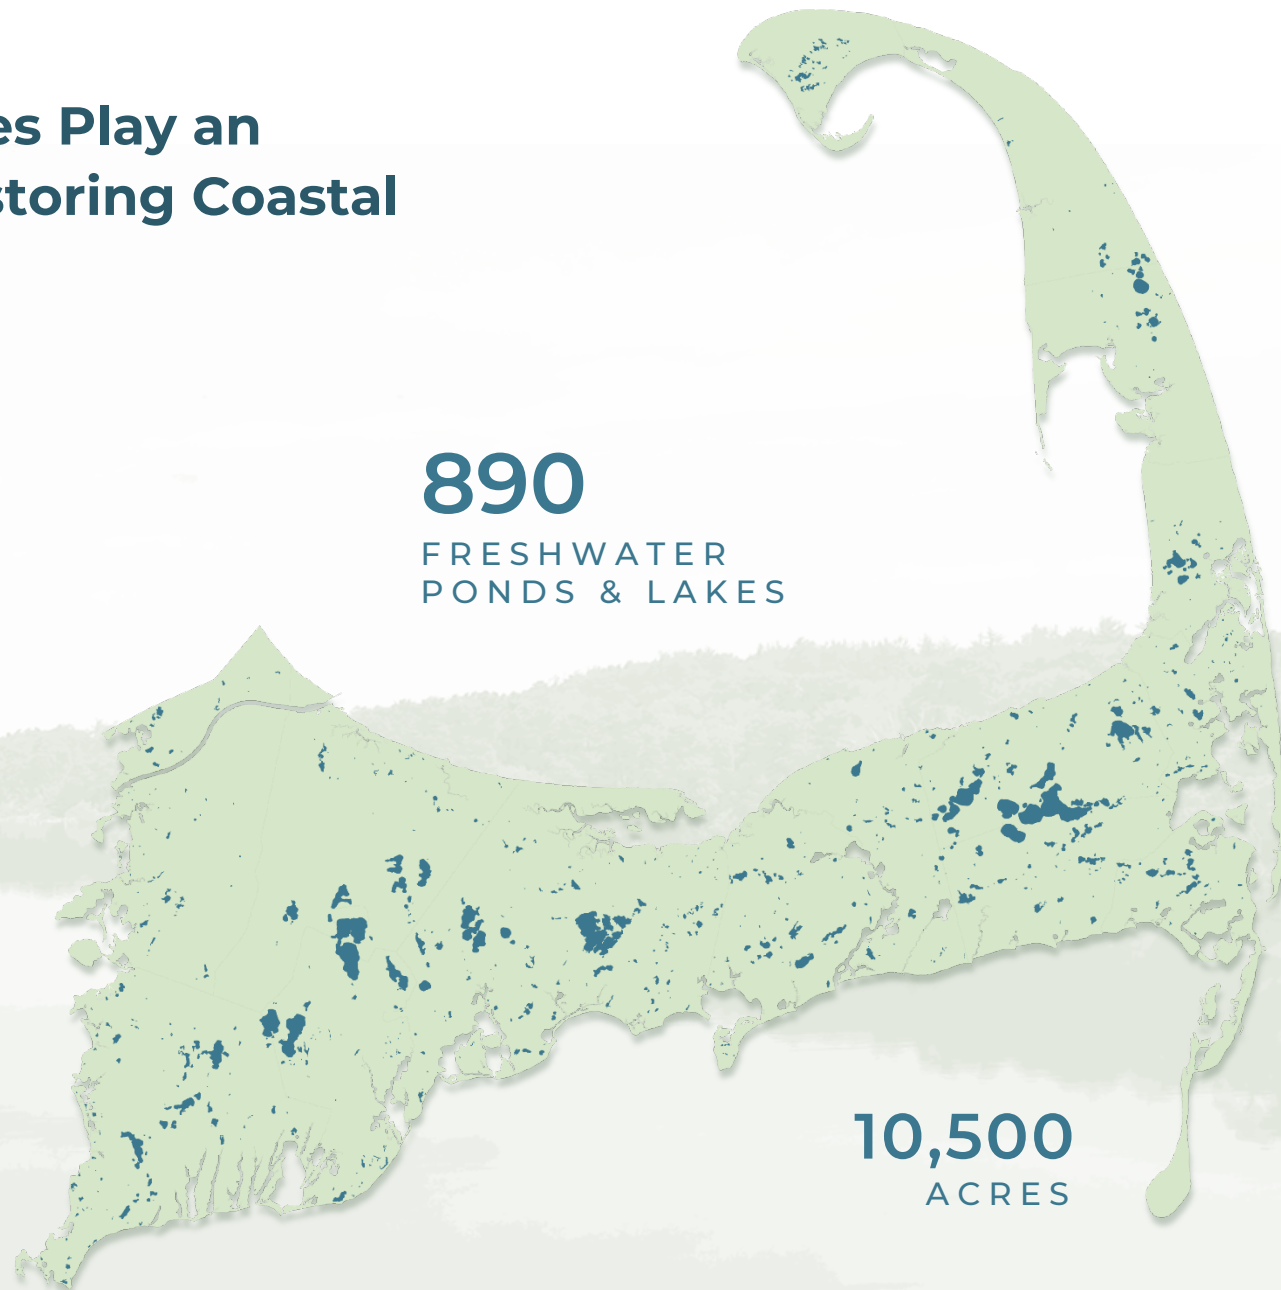 es Play an
storing Coastal
890
FRESHWATER
PONDS & LAKES
10,500
ACRES